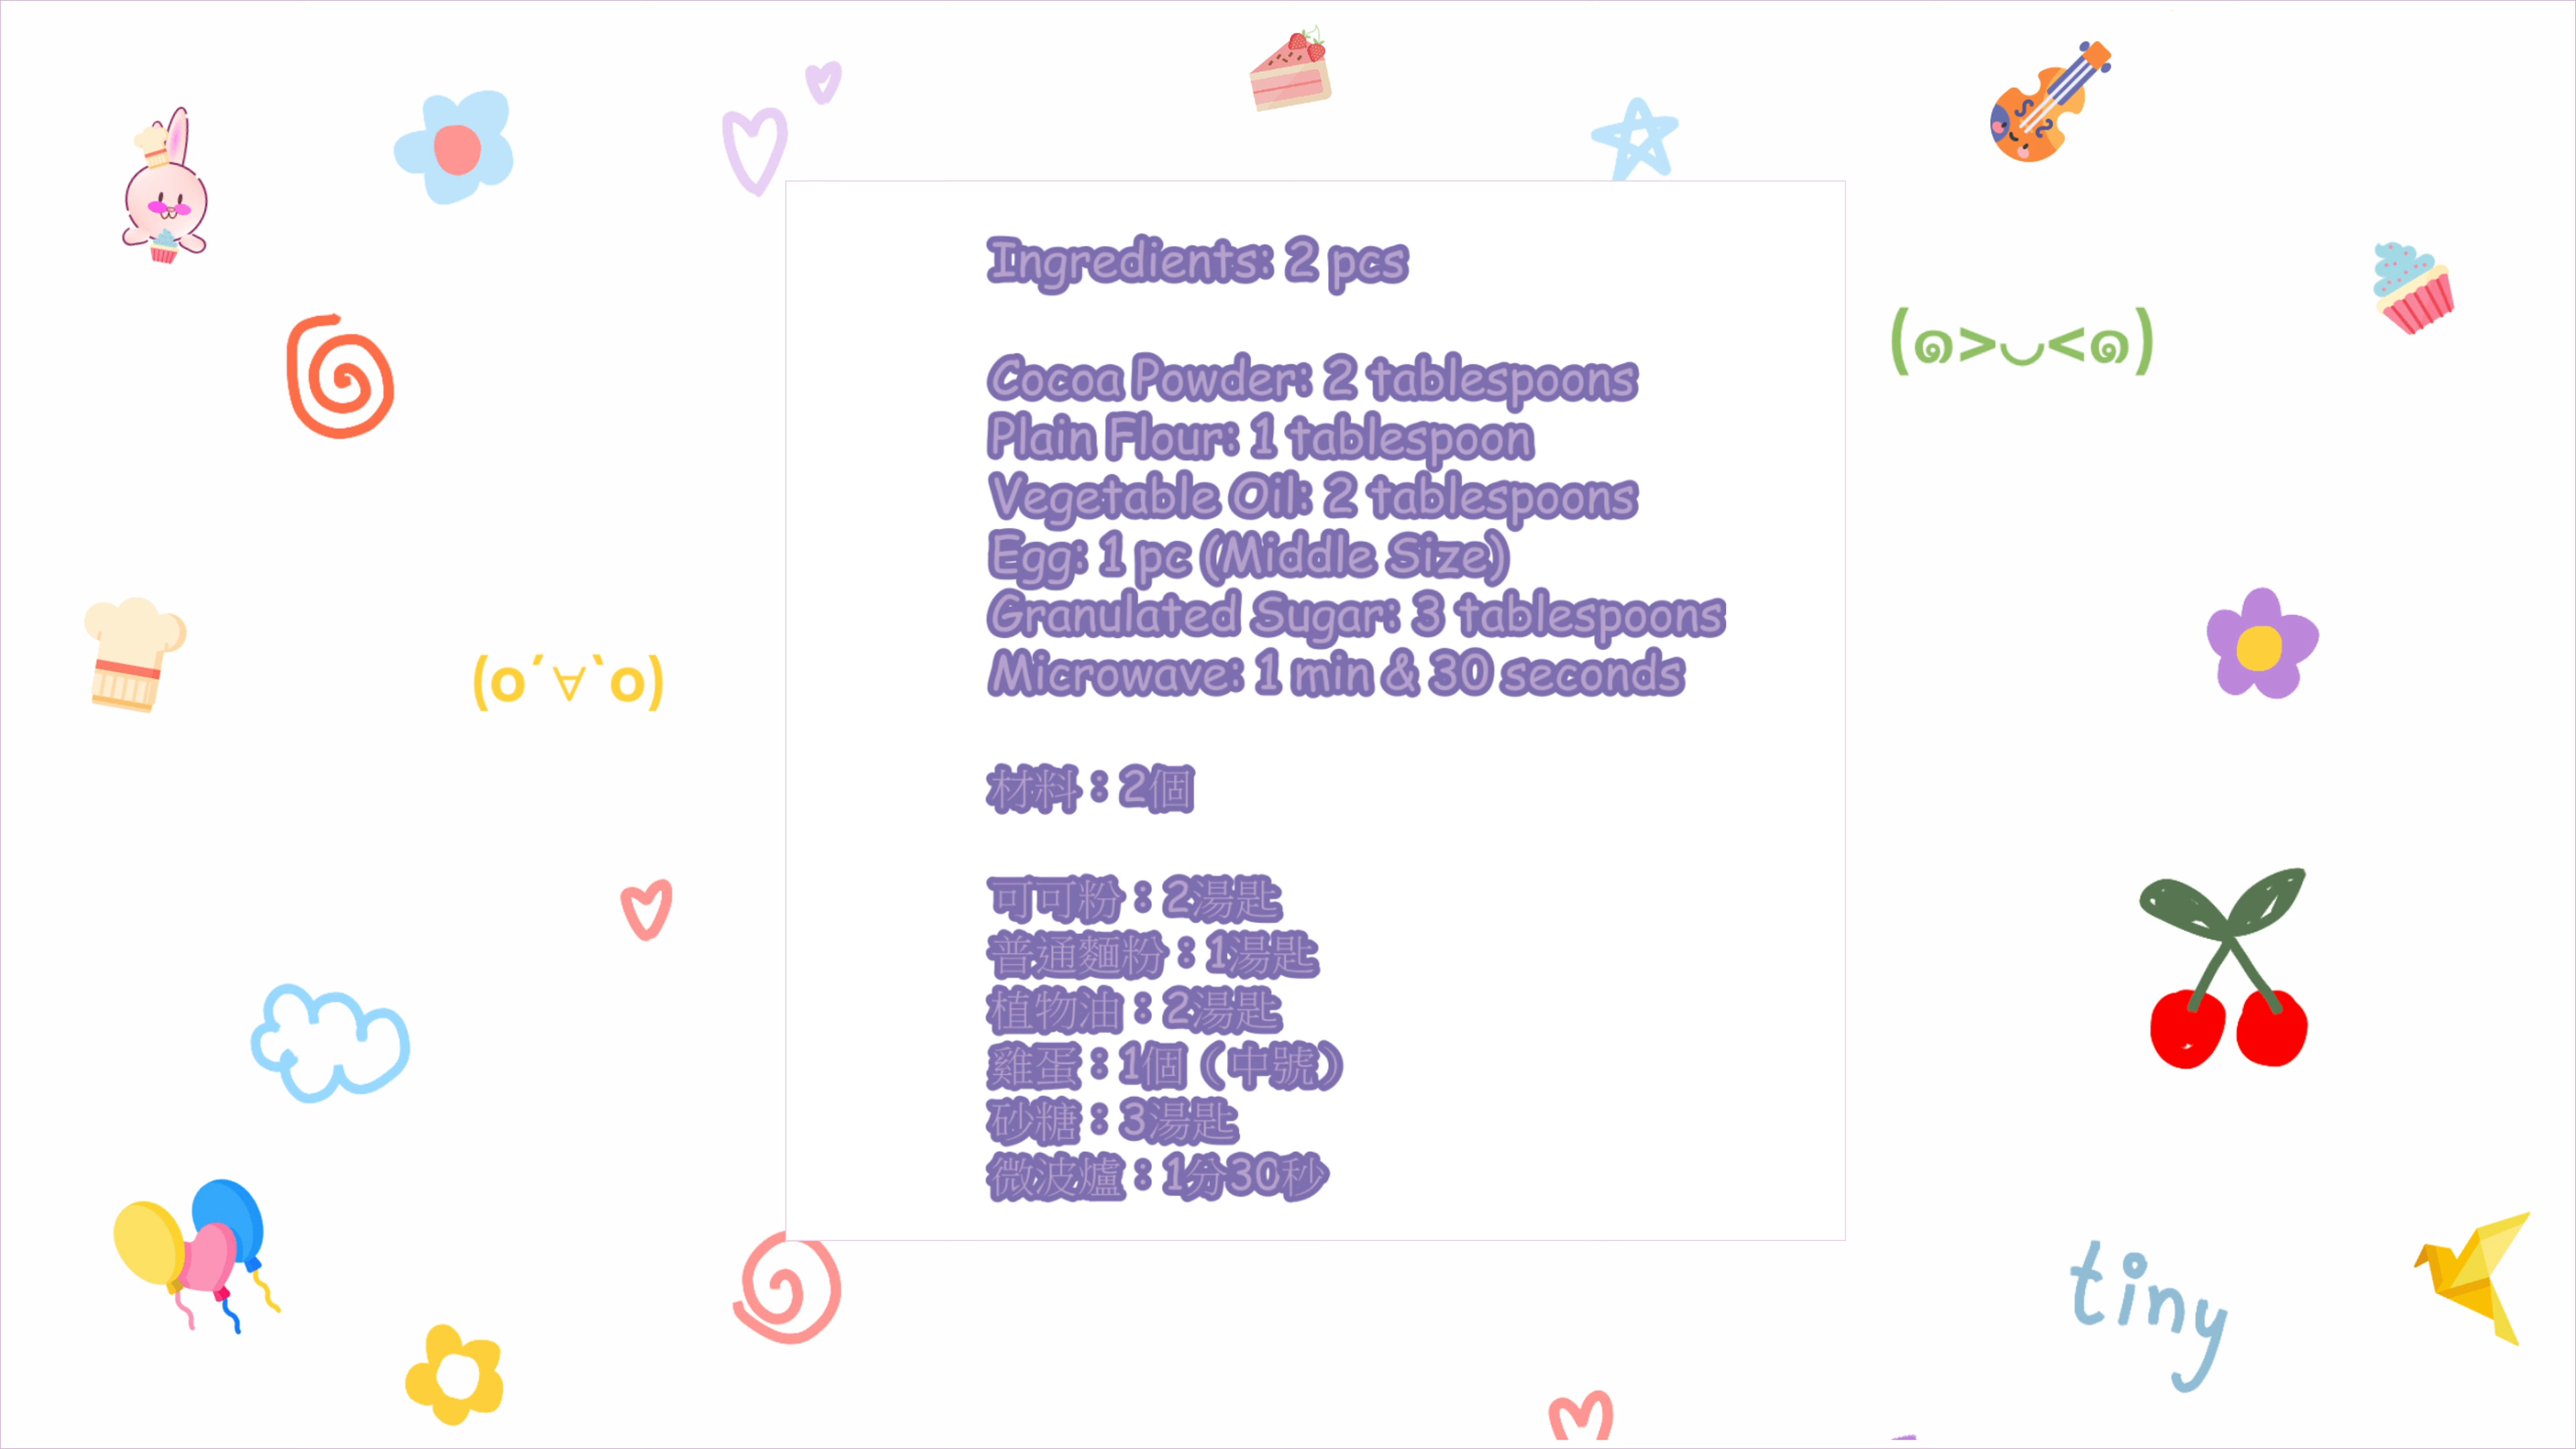 Ingredients: 2 pcs
Cocoa Powder: 2 tablespoons
(๑>◡<๑)
Plain Flour: 1 tablespoon
Vegetable Oil: 2 tablespoons
Egg: 1 pc (Middle Size)
Granulated Sugar: 3 tablespoons
Microwave: 1 min & 30 seconds
(o´∀`o)
材料：2個
可可粉：2湯匙
普通麵粉：1湯匙
植物油：2湯匙
雞蛋：1個（中號）
砂糖：3湯匙
微波爐：1分30秒
tiny